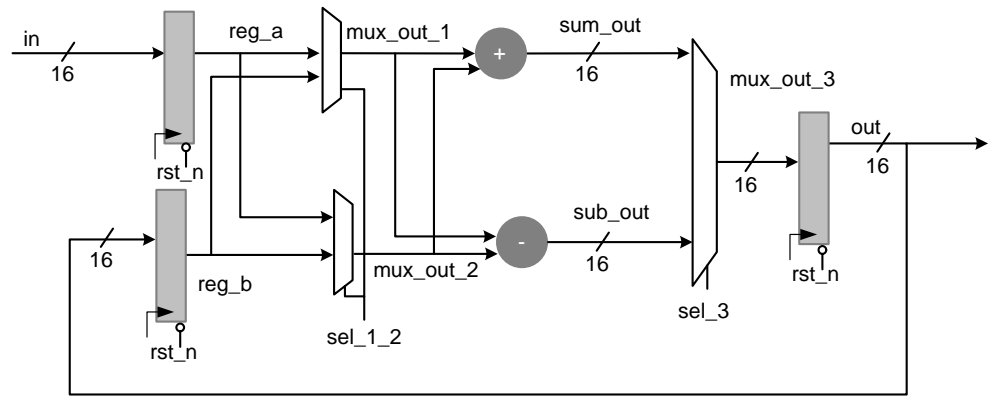 in
16
rst_n
reg_a
mux_out_1
+
sum_out
16
mux_out_3
16
out
16
rst_n
16
rst_n
reg_b
mux_out_2
sel_1_2
-
sub_out
16
sel_3